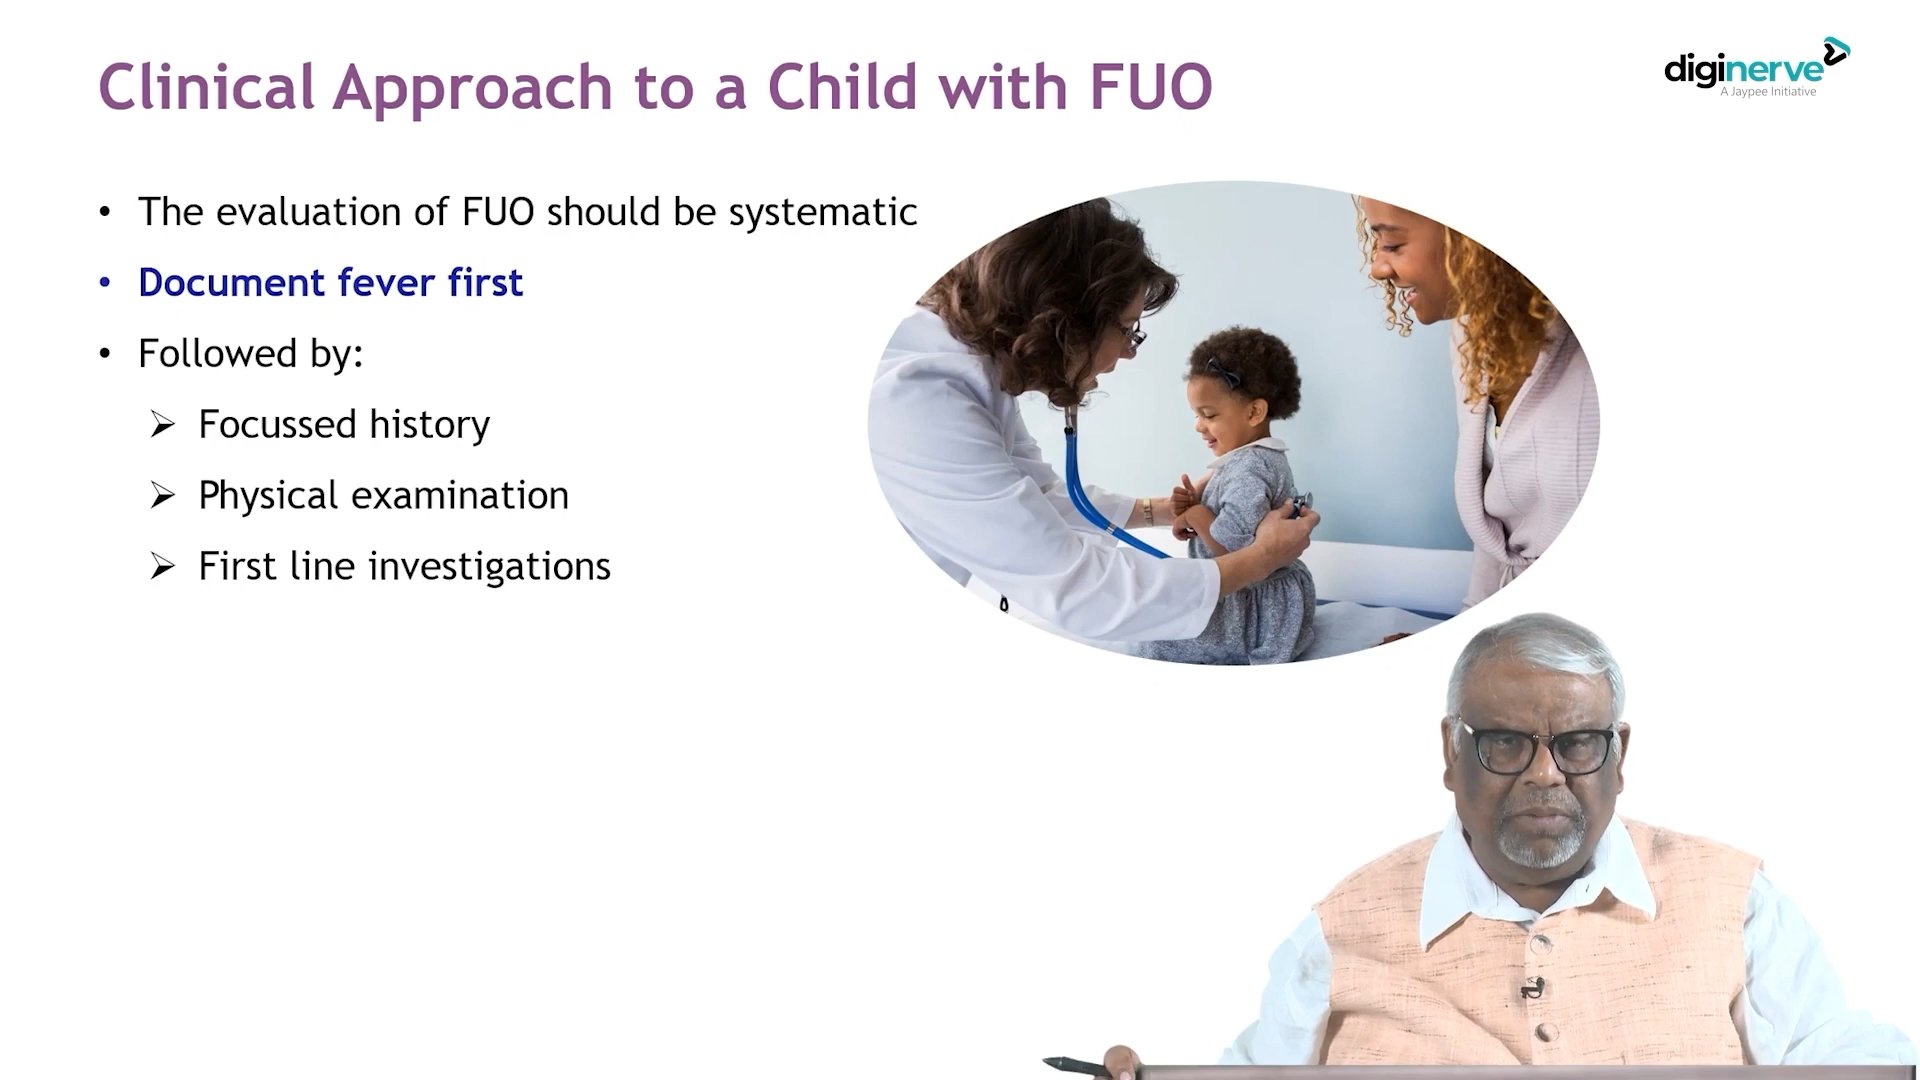 Clinical Approach to a Child with FUO
diginerve
A Jaypee Initiative
• The evaluation of FUO should be systematic
• Document fever first
• Followed by:
➢ Focussed history
➢ Physical examination
➢ First line investigations